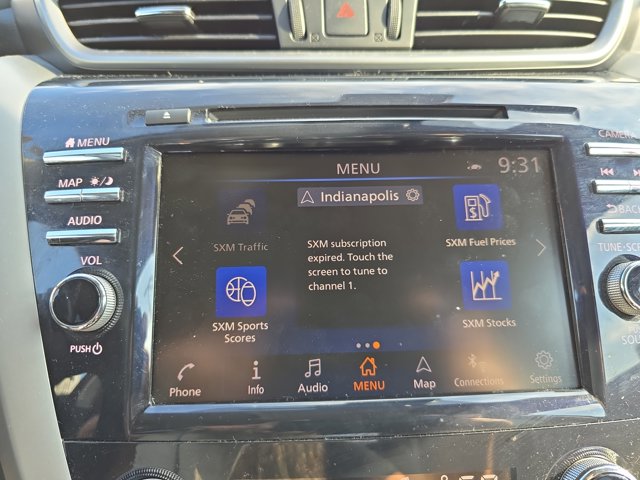 MENU
MAP
AUDIO
VOL
PUSH
MENU
9:31
Indianapolis
SXM Traffic
SXM Fuel Prices
SXM subscription
expired. Touch the
screen to tune to
channel 1.
SXM Sports
Scores
SXM Stocks
Phone
Info
Audio
MENU
Map
Connections
Settings
CAMERA
BACK